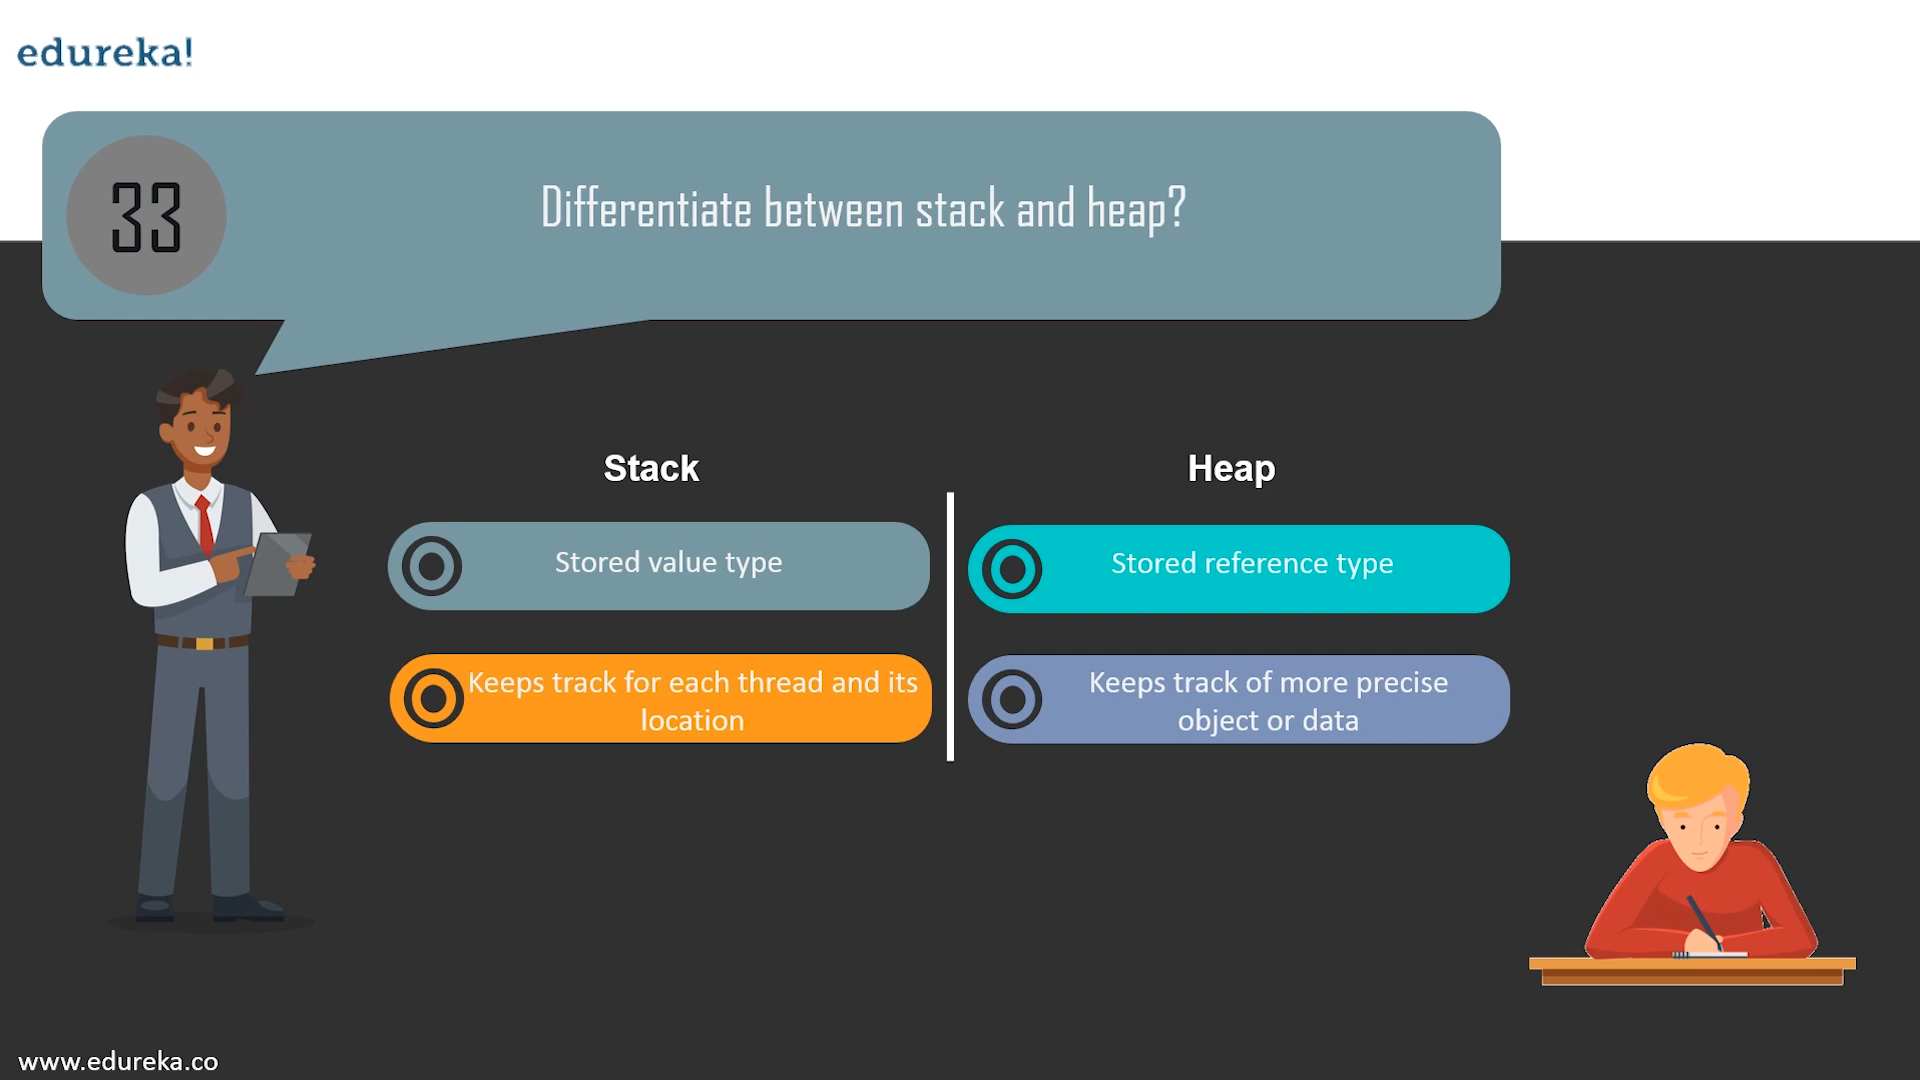 edureka!
33
Differentiate between stack and heap?
Stack
Heap
Stored value type
Stored reference type
Keeps track for each thread and its
location
Keeps track of more precise
object or data
www.edureka.co